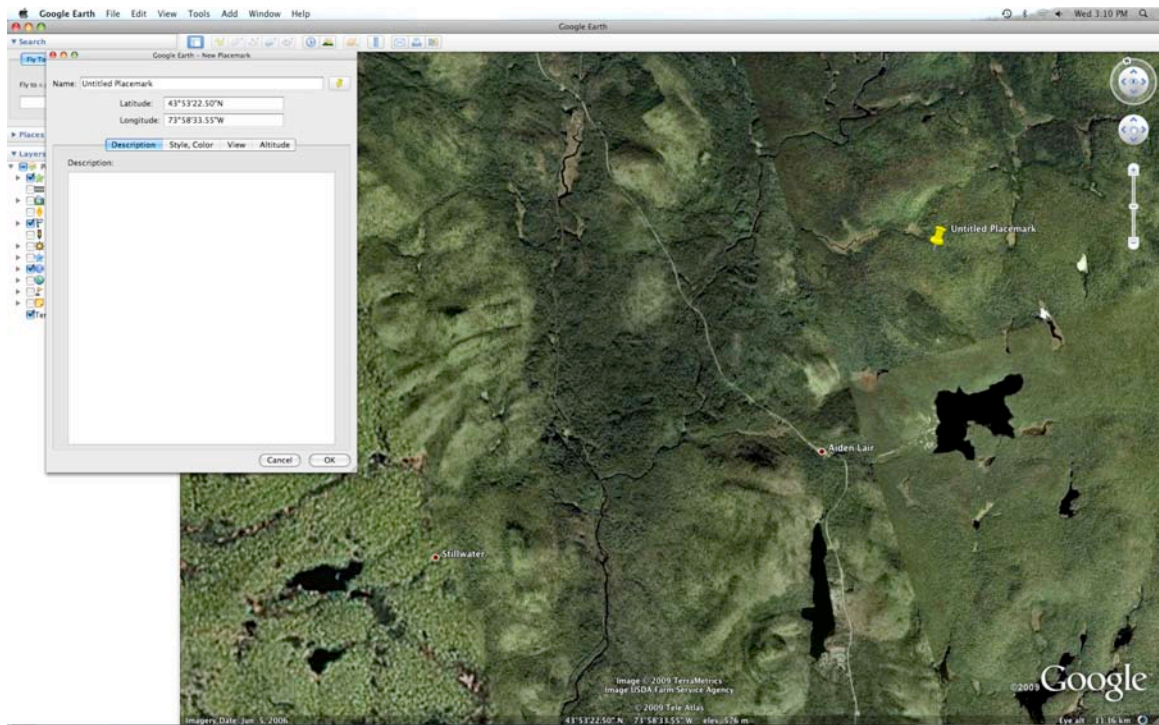 Google Earth File Edit View Tools Add Window Help
Wed 3:10 PM
Google Earth
Search
Fly To
Google Earth - New Placemark
Fly to
Name: Untitled Placemark
Latitude: 43°53'22.50"N
Longitude: 73°58'33.55"W
Places
Layers
Description Style, Color View Altitude
Description:
Untitled Placemark
Cancel OK
Aiden Lair
Stillwater
Image © 2009 TerraMetrics
Image USDA Farm Service Agency
© 2009 Tele Atlas
©2009 Google
Imagery Date: Jun 5, 2006
43°53'22.50" N 73°58'33.55" W elev 576 m
Eye alt 11.16 km